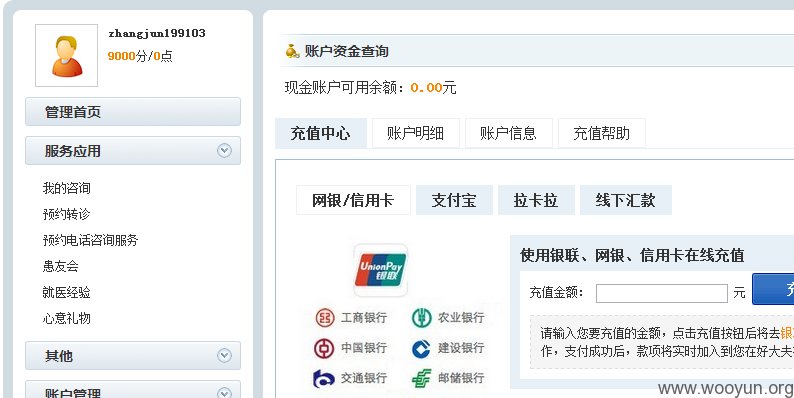 zhangjun199103
9000分/0点
管理首页
服务应用
我的咨询
预约转诊
预约电话咨询服务
患友会
就医经验
心意礼物
其他
账户管理
账户资金查询
现金账户可用余额：0.00元
充值中心
账户明细
账户信息
充值帮助
网银/信用卡
支付宝
拉卡拉
线下汇款
UnionPay
银联
工商银行
农业银行
中国银行
建设银行
交通银行
邮储银行
使用银联、网银、信用卡在线充值
充值金额：
元
请输入您要充值的金额，点击充值按钮后将去银
作，支付成功后，款项将实时加入到您在好大夫
www.wooyun.org